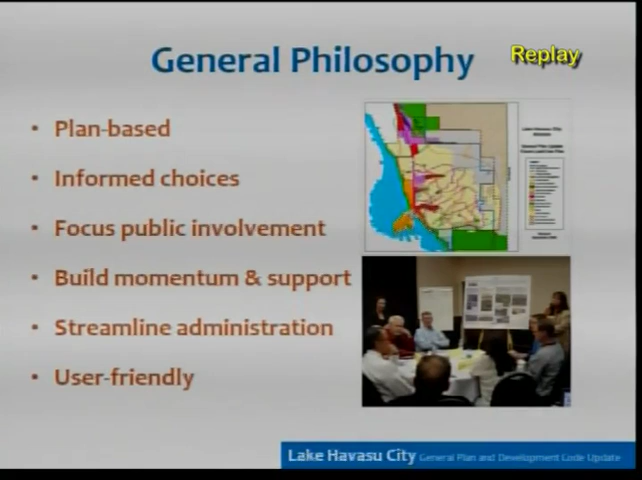 General Philosophy
Replay
• Plan-based
• Informed choices
• Focus public involvement
• Build momentum & support
• Streamline administration
• User-friendly
Lake Havasu City General Plan and Development Code Update